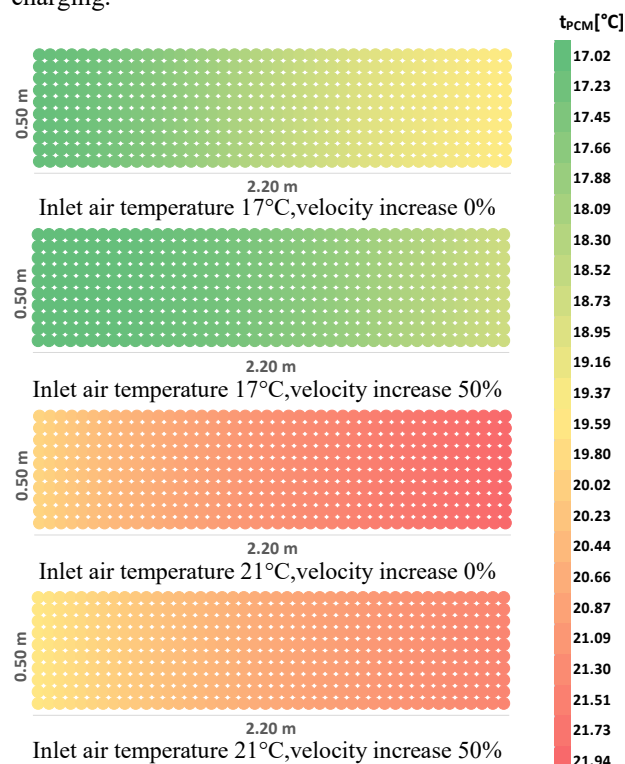 charging.
tPCM[°C]
0.50 m
2.20 m
Inlet air temperature 17°C,velocity increase 0%
0.50 m
2.20 m
Inlet air temperature 17°C,velocity increase 50%
0.50 m
2.20 m
Inlet air temperature 21°C,velocity increase 0%
0.50 m
2.20 m
Inlet air temperature 21°C,velocity increase 50%
17.02
17.23
17.45
17.66
17.88
18.09
18.30
18.52
18.73
18.95
19.16
19.37
19.59
19.80
20.02
20.23
20.44
20.66
20.87
21.09
21.30
21.51
21.73
21.94